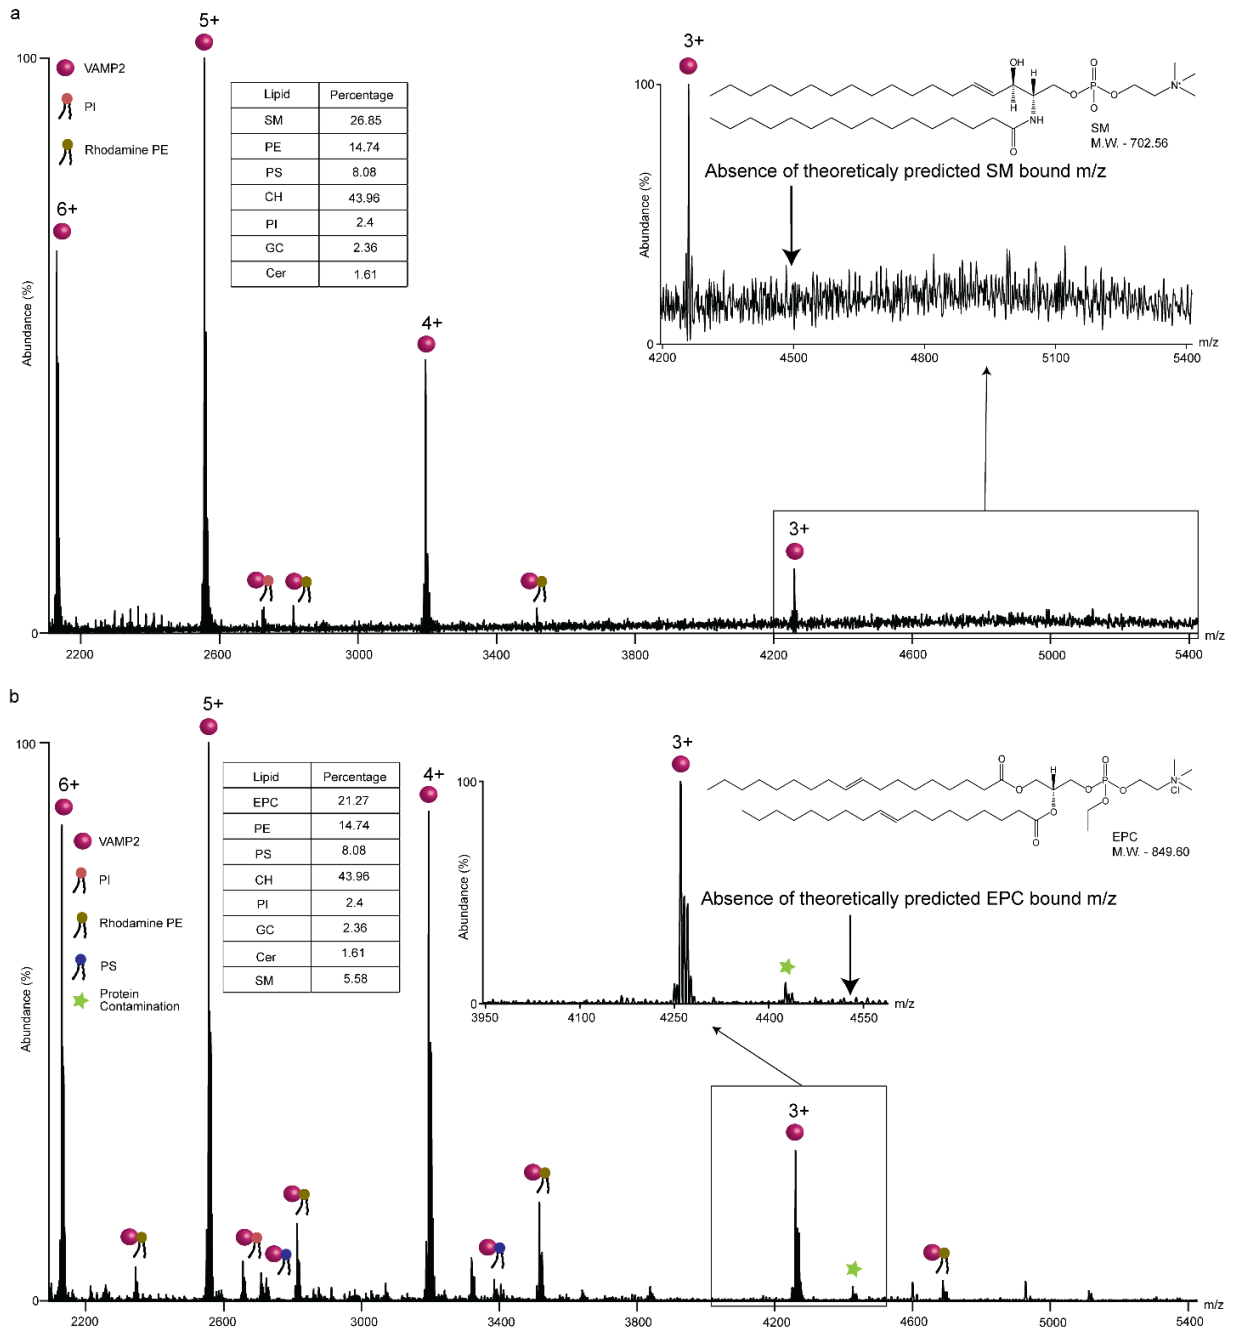 a
5+
100
VAMP2
PI
Rhodamine PE
6+
Lipid Percentage
SM 26.85
PE 14.74
PS 8.08
CH 43.96
PI 2.4
GC 2.36
Cer 1.61
4+
3+
Abundance (%)
0
2200 2600 3000 3400 3800 4200 4600 5000 5400 m/z
3+
100
OH
H
H
NH
O
O
P
O
O
O
N+
SM
M.W. - 702.56
Absence of theoreticaly predicted SM bound m/z
Abundance (%)
0
4200 4500 4800 5100 5400 m/z
b
5+
100
6+
VAMP2
PI
Rhodamine PE
PS
Protein
Contamination
Lipid Percentage
EPC 21.27
PE 14.74
PS 8.08
CH 43.96
PI 2.4
GC 2.36
Cer 1.61
SM 5.58
4+
3+
Abundance (%)
0
2200 2600 3000 3400 3800 4200 4600 5000 5400 m/z
3+
100
O
O
H
O
O
O
P
O
O
O
N+
Cl
EPC
M.W. - 849.60
Absence of theoretically predicted EPC bound m/z
Abundance (%)
0
3950 4100 4250 4400 4550 m/z